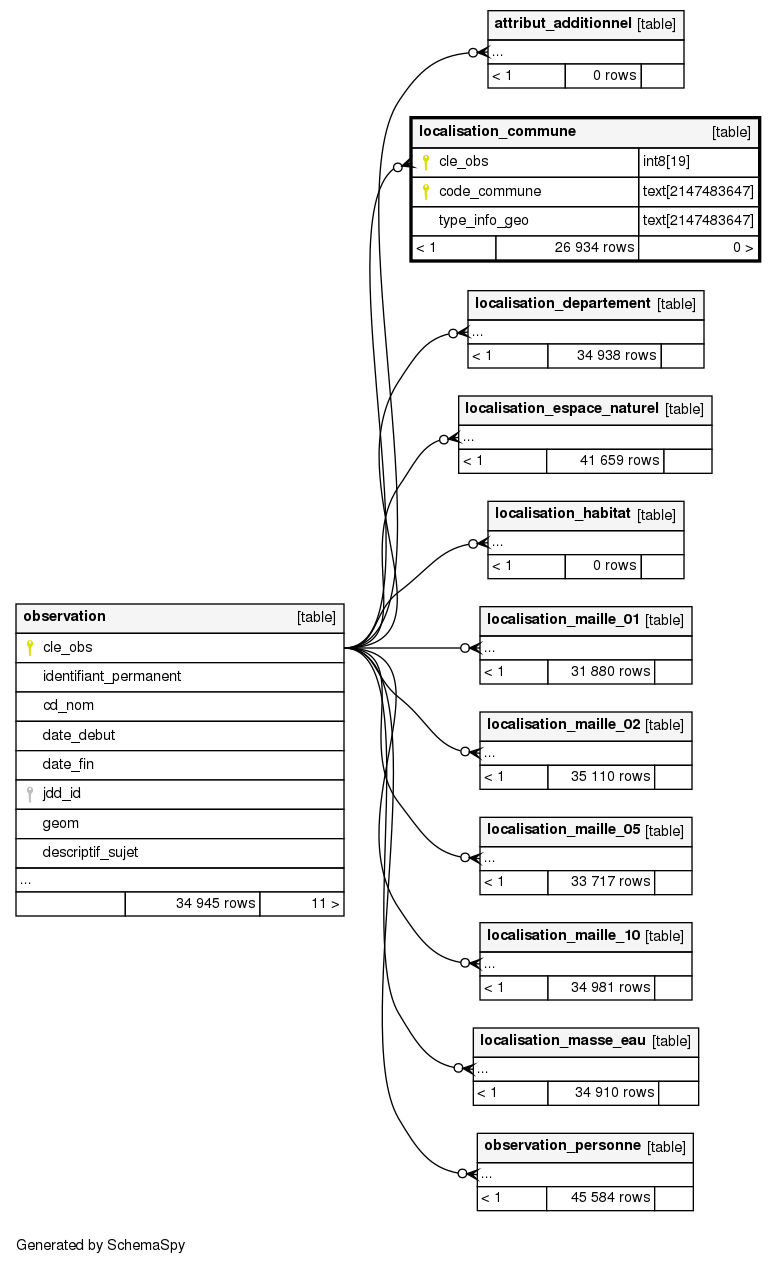 attribut_additionnel [table]
...
< 1 0 rows
localisation_commune [table]
cle_obs int8[19]
code_commune text[2147483647]
type_info_geo text[2147483647]
< 1 26 934 rows 0 >
localisation_departement [table]
...
< 1 34 938 rows
localisation_espace_naturel [table]
...
< 1 41 659 rows
localisation_habitat [table]
...
< 1 0 rows
observation [table]
cle_obs
identifiant_permanent
cd_nom
date_debut
date_fin
jdd_id
geom
descriptif_sujet
...
34 945 rows 11 >
localisation_maille_01 [table]
...
< 1 31 880 rows
localisation_maille_02 [table]
...
< 1 35 110 rows
localisation_maille_05 [table]
...
< 1 33 717 rows
localisation_maille_10 [table]
...
< 1 34 981 rows
localisation_masse_eau [table]
...
< 1 34 910 rows
observation_personne [table]
...
< 1 45 584 rows
Generated by SchemaSpy